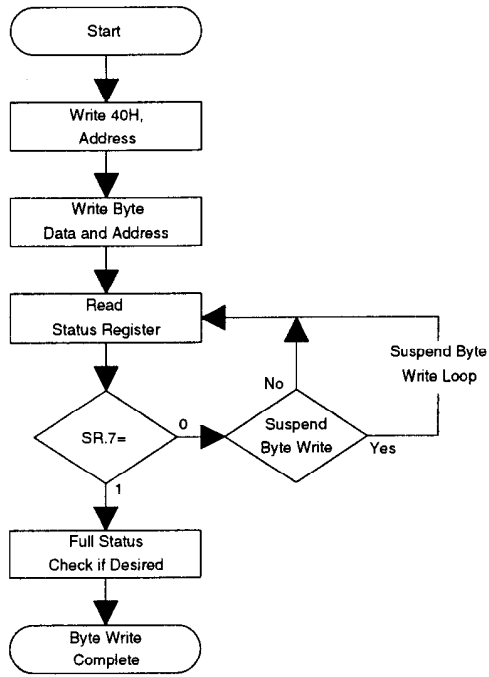 Start
Write 40H,
Address
Write Byte
Data and Address
Read
Status Register
Suspend Byte
Write Loop
No
SR.7=
0
Suspend
Byte Write
Yes
1
Full Status
Check if Desired
Byte Write
Complete